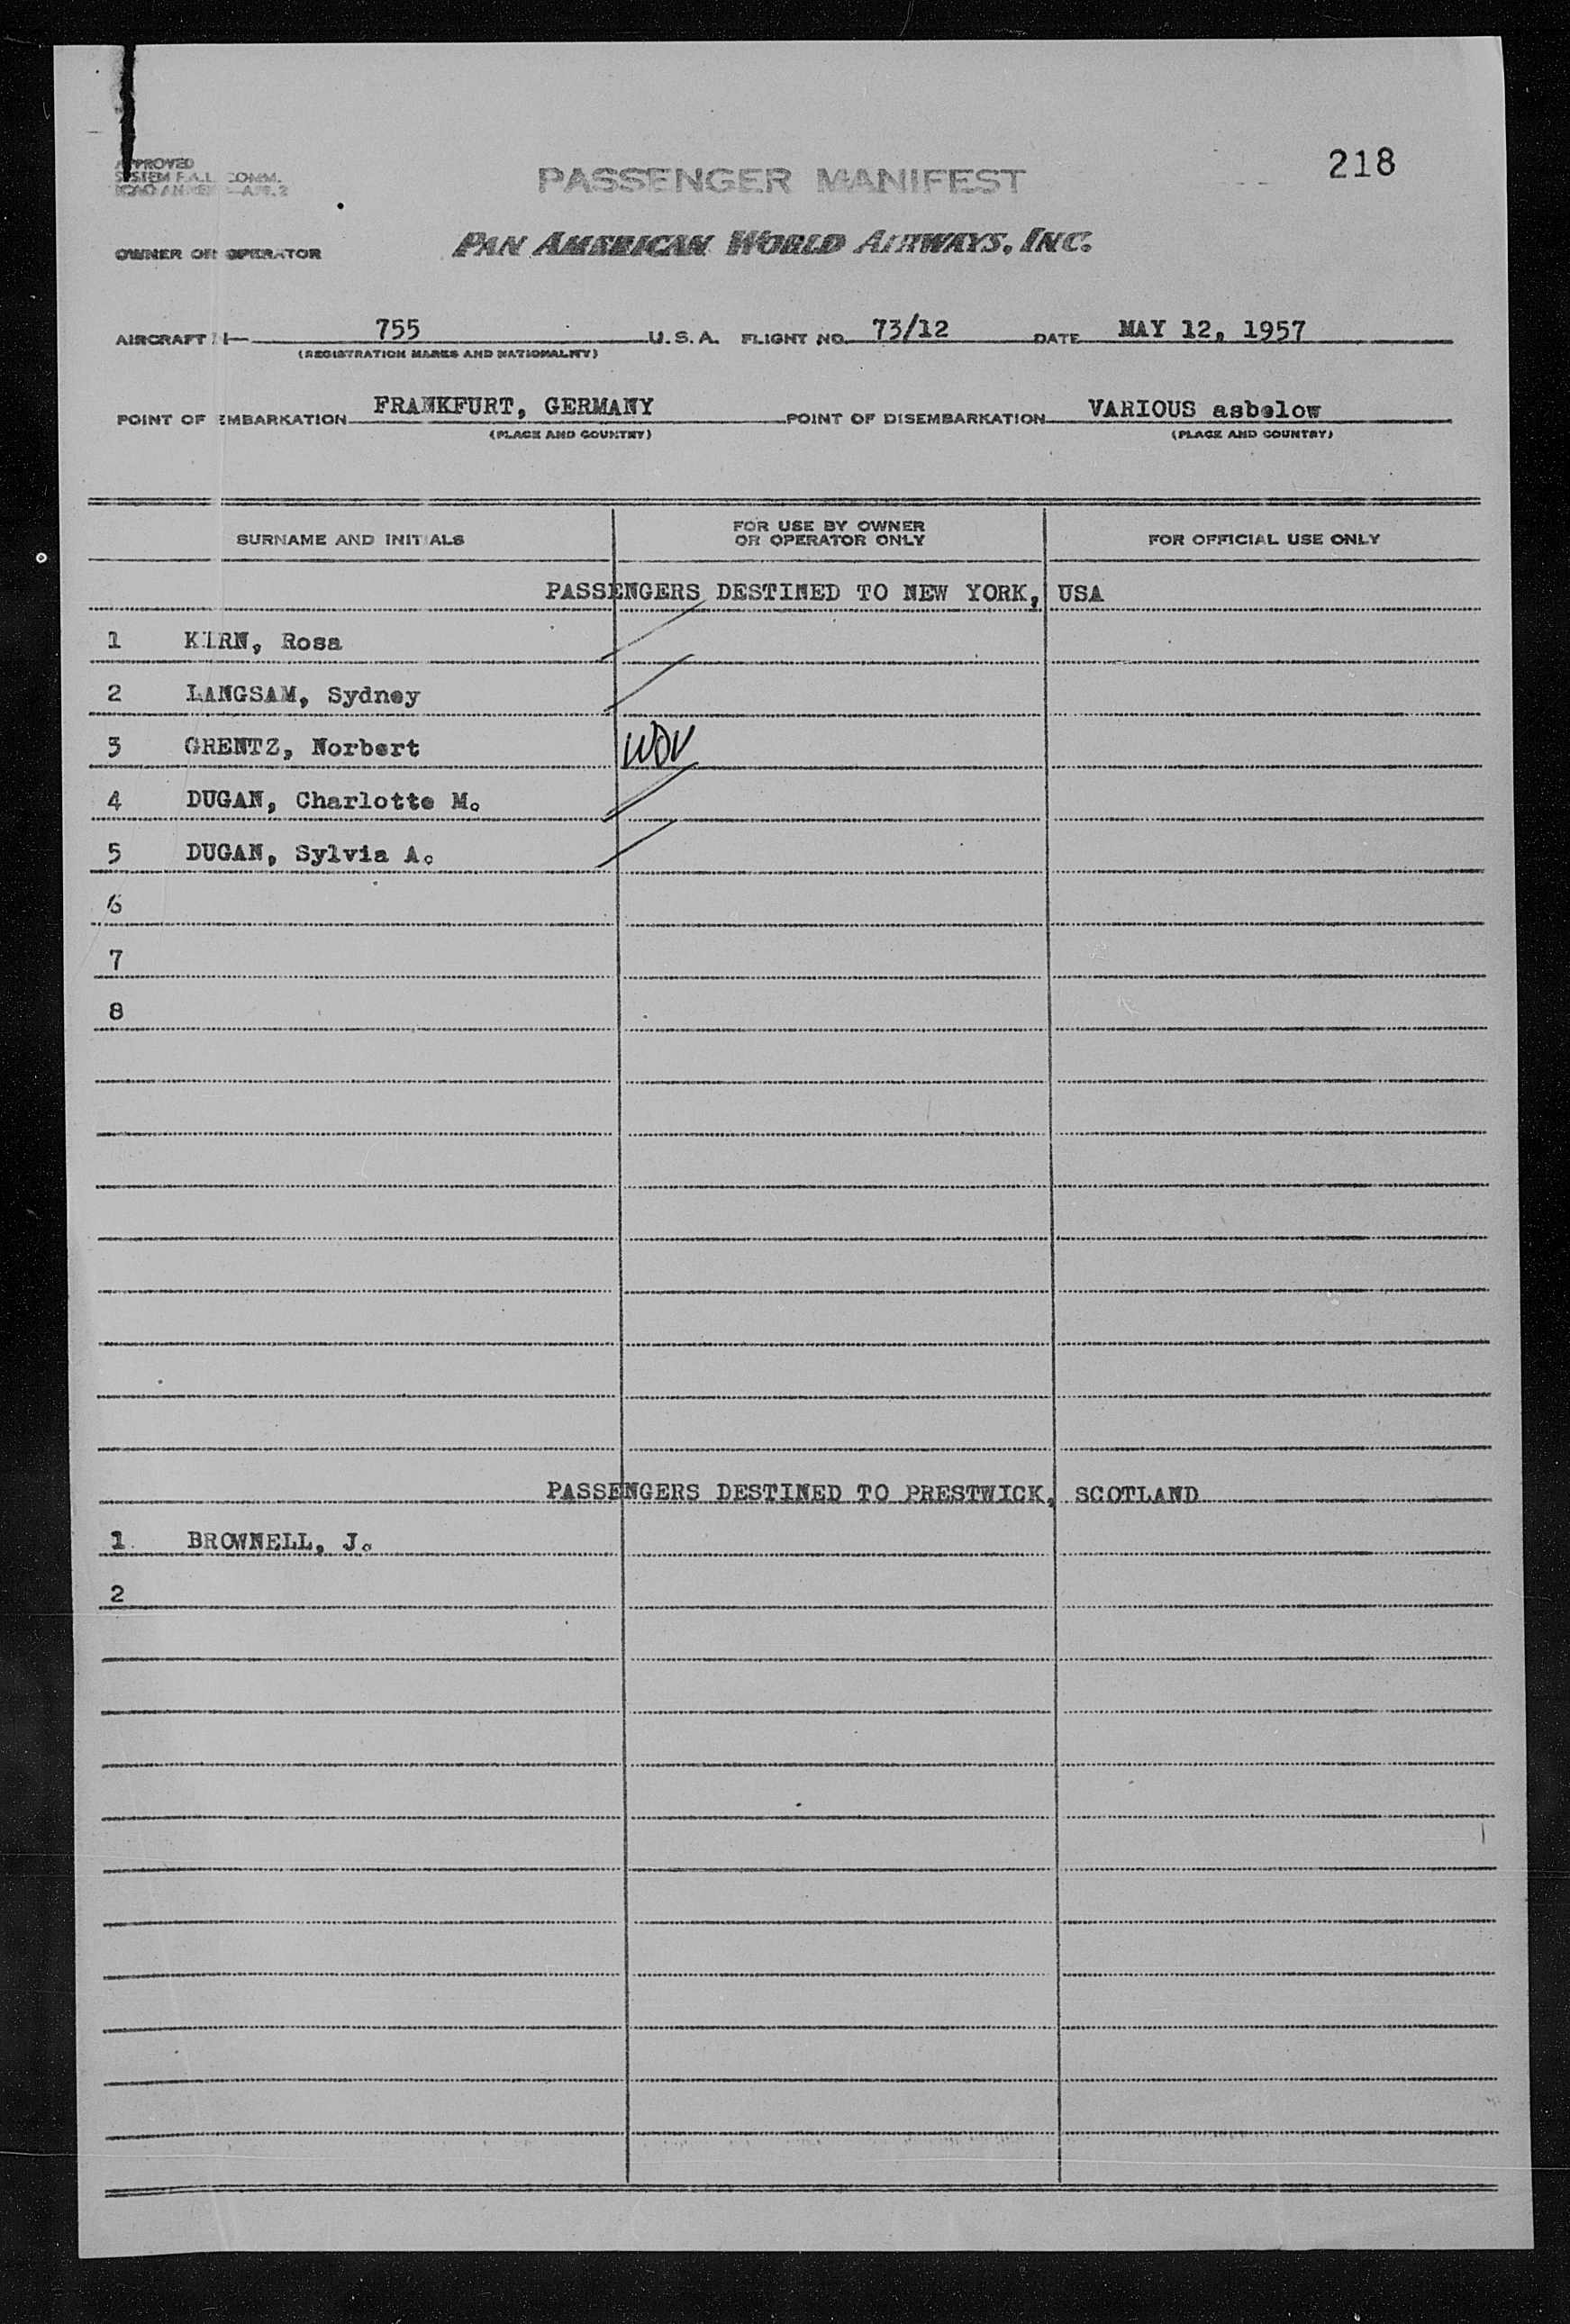 218
APPROVED
SYSTEM F.A.L. COMM.
PASSENGER MANIFEST
OWNER OR OPERATOR PAN AMERICAN WORLD AIRWAYS, INC.
AIRCRAFT N— 755 U.S.A. FLIGHT NO. 73/12 DATE MAY 12, 1957
(REGISTRATION MARKS AND NATIONALITY)
POINT OF EMBARKATION FRANKFURT, GERMANY POINT OF DISEMBARKATION VARIOUS asbelow
(PLACE AND COUNTRY) (PLACE AND COUNTRY)
SURNAME AND INITIALS FOR USE BY OWNER OR OPERATOR ONLY FOR OFFICIAL USE ONLY
PASSENGERS DESTINED TO NEW YORK, USA
1 KIRN, Rosa
2 LANGSAM, Sydney
3 GRENTZ, Norbert
4 DUGAN, Charlotte M.
5 DUGAN, Sylvia A.
6
7
8
PASSENGERS DESTINED TO PRESTWICK, SCOTLAND
1 BROWNELL, J.
2